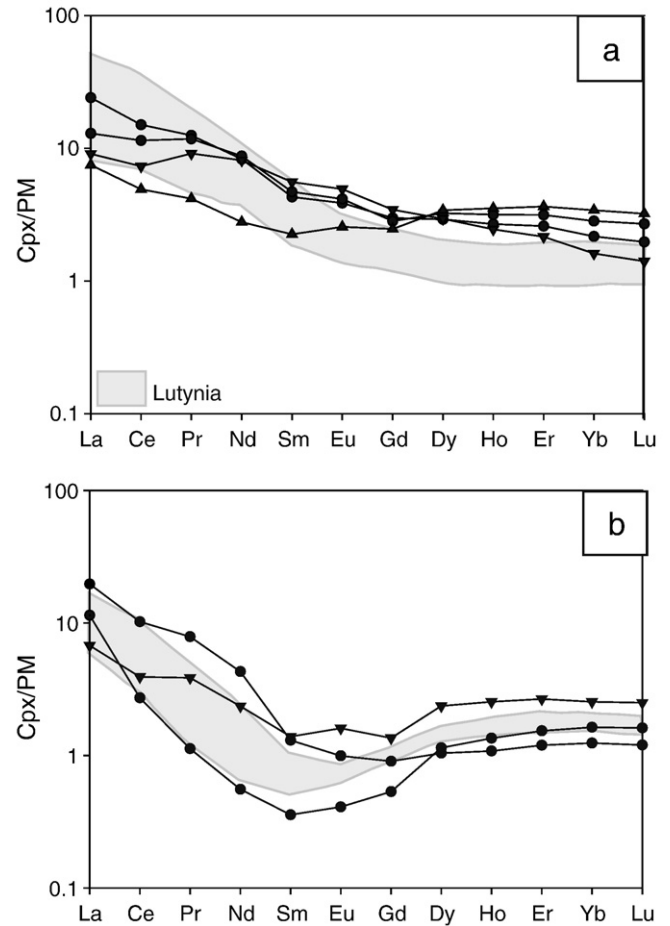 100
a
10
Cpx/PM
1
Lutynia
0.1
La Ce Pr Nd Sm Eu Gd Dy Ho Er Yb Lu
100
b
10
Cpx/PM
1
Lutynia
0.1
La Ce Pr Nd Sm Eu Gd Dy Ho Er Yb Lu